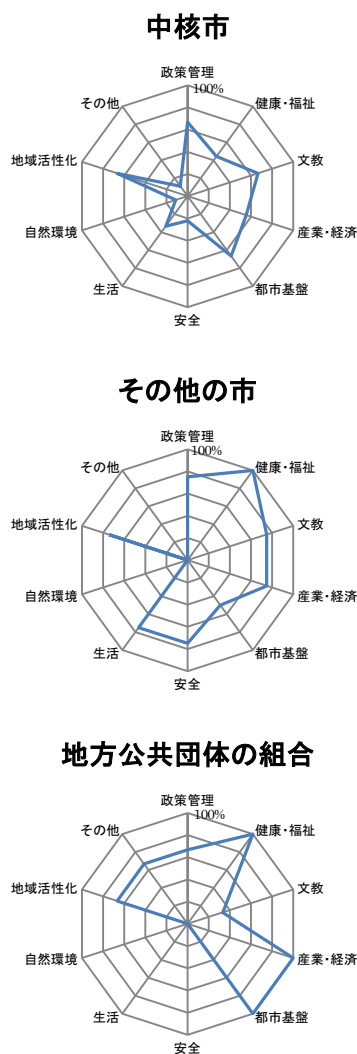 中核市
政策管理
100%
その他
健康・福祉
地域活性化
文教
自然環境
産業・経済
生活
都市基盤
安全
その他の市
政策管理
100%
その他
健康・福祉
地域活性化
文教
自然環境
産業・経済
生活
都市基盤
安全
地方公共団体の組合
政策管理
100%
その他
健康・福祉
地域活性化
文教
自然環境
産業・経済
生活
都市基盤
安全